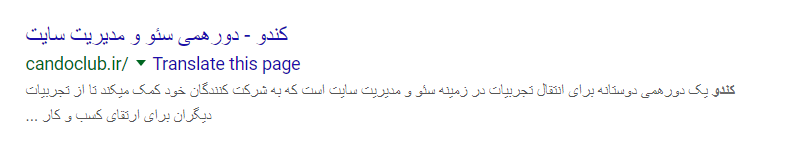 کندو - دورهمی سئو و مدیریت سایت
candoclub.ir/ ▼ Translate this page
کندو یک دورهمی دوستانه برای انتقال تجربیات در زمینه سئو و مدیریت سایت است که به شرکت کنندگان خود کمک میکند تا از تجربیات
دیگران برای ارتقای کسب و کار ...